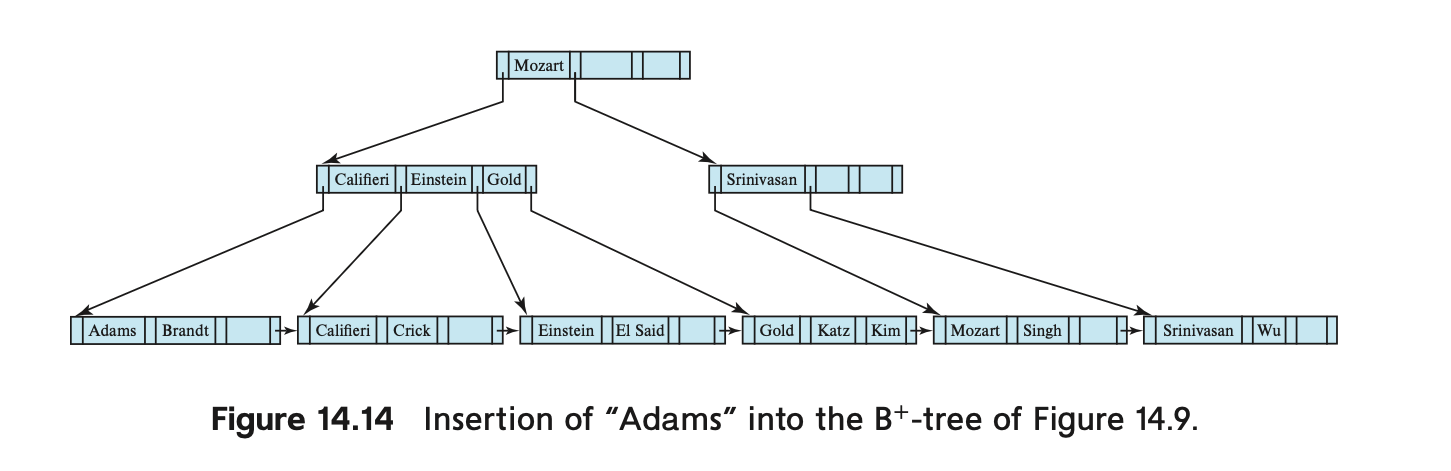 Mozart
Califieri Einstein Gold
Srinivasan
Adams Brandt
Califieri Crick
Einstein El Said
Gold Katz Kim
Mozart Singh
Srinivasan Wu
Figure 14.14 Insertion of “Adams” into the B⁺-tree of Figure 14.9.